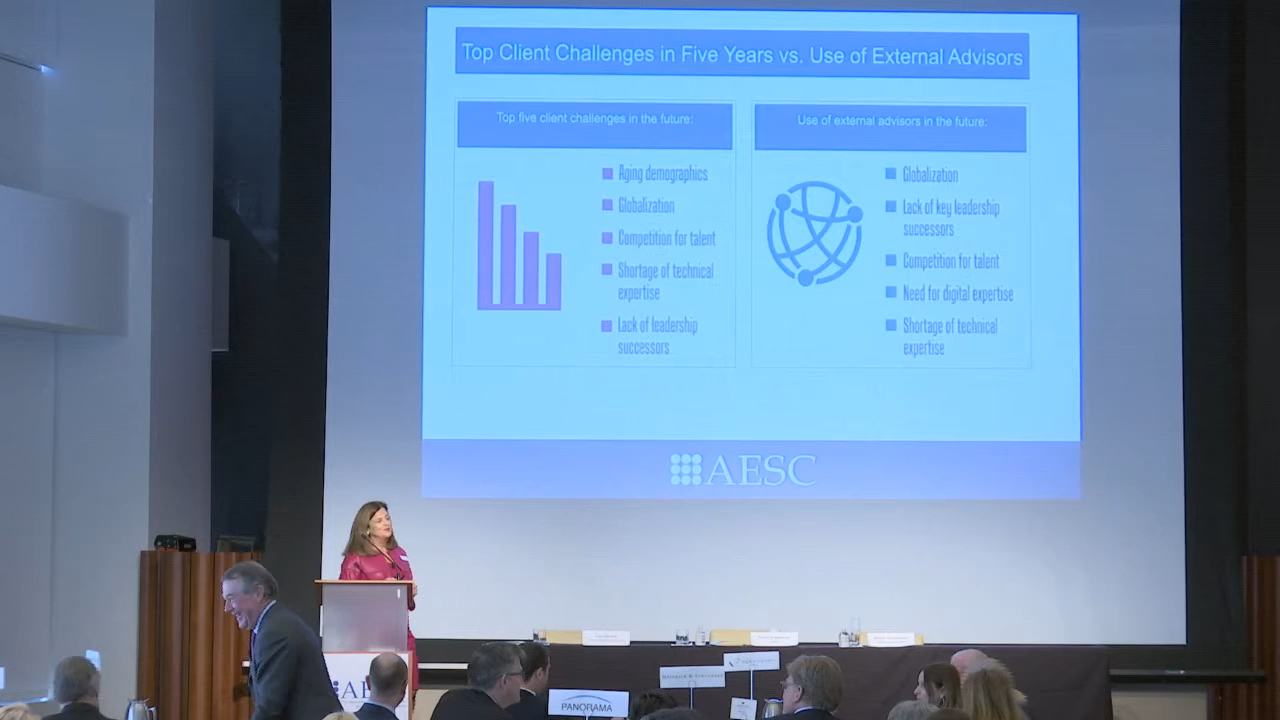 Top Client Challenges in Five Years vs. Use of External Advisors
Top five client challenges in the future:
Aging demographics
Globalization
Competition for talent
Shortage of technical
expertise
Lack of leadership
successors
Use of external advisors in the future:
Globalization
Lack of key leadership
successors
Competition for talent
Need for digital expertise
Shortage of technical
expertise
AESC
PANORAMA